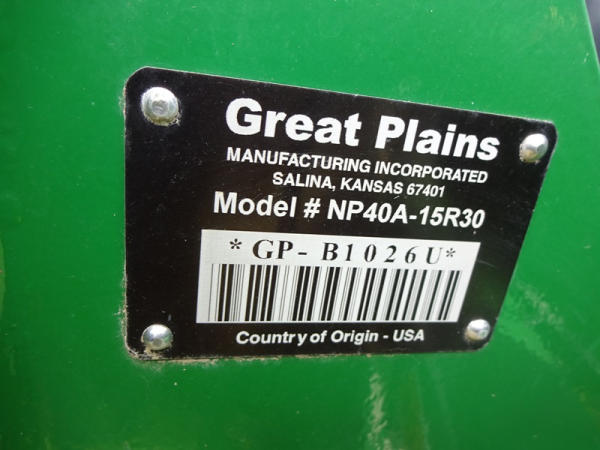 Great Plains
MANUFACTURING INCORPORATED
SALINA, KANSAS 67401
Model # NP40A-15R30
*GP-B1026U*
Country of Origin - USA